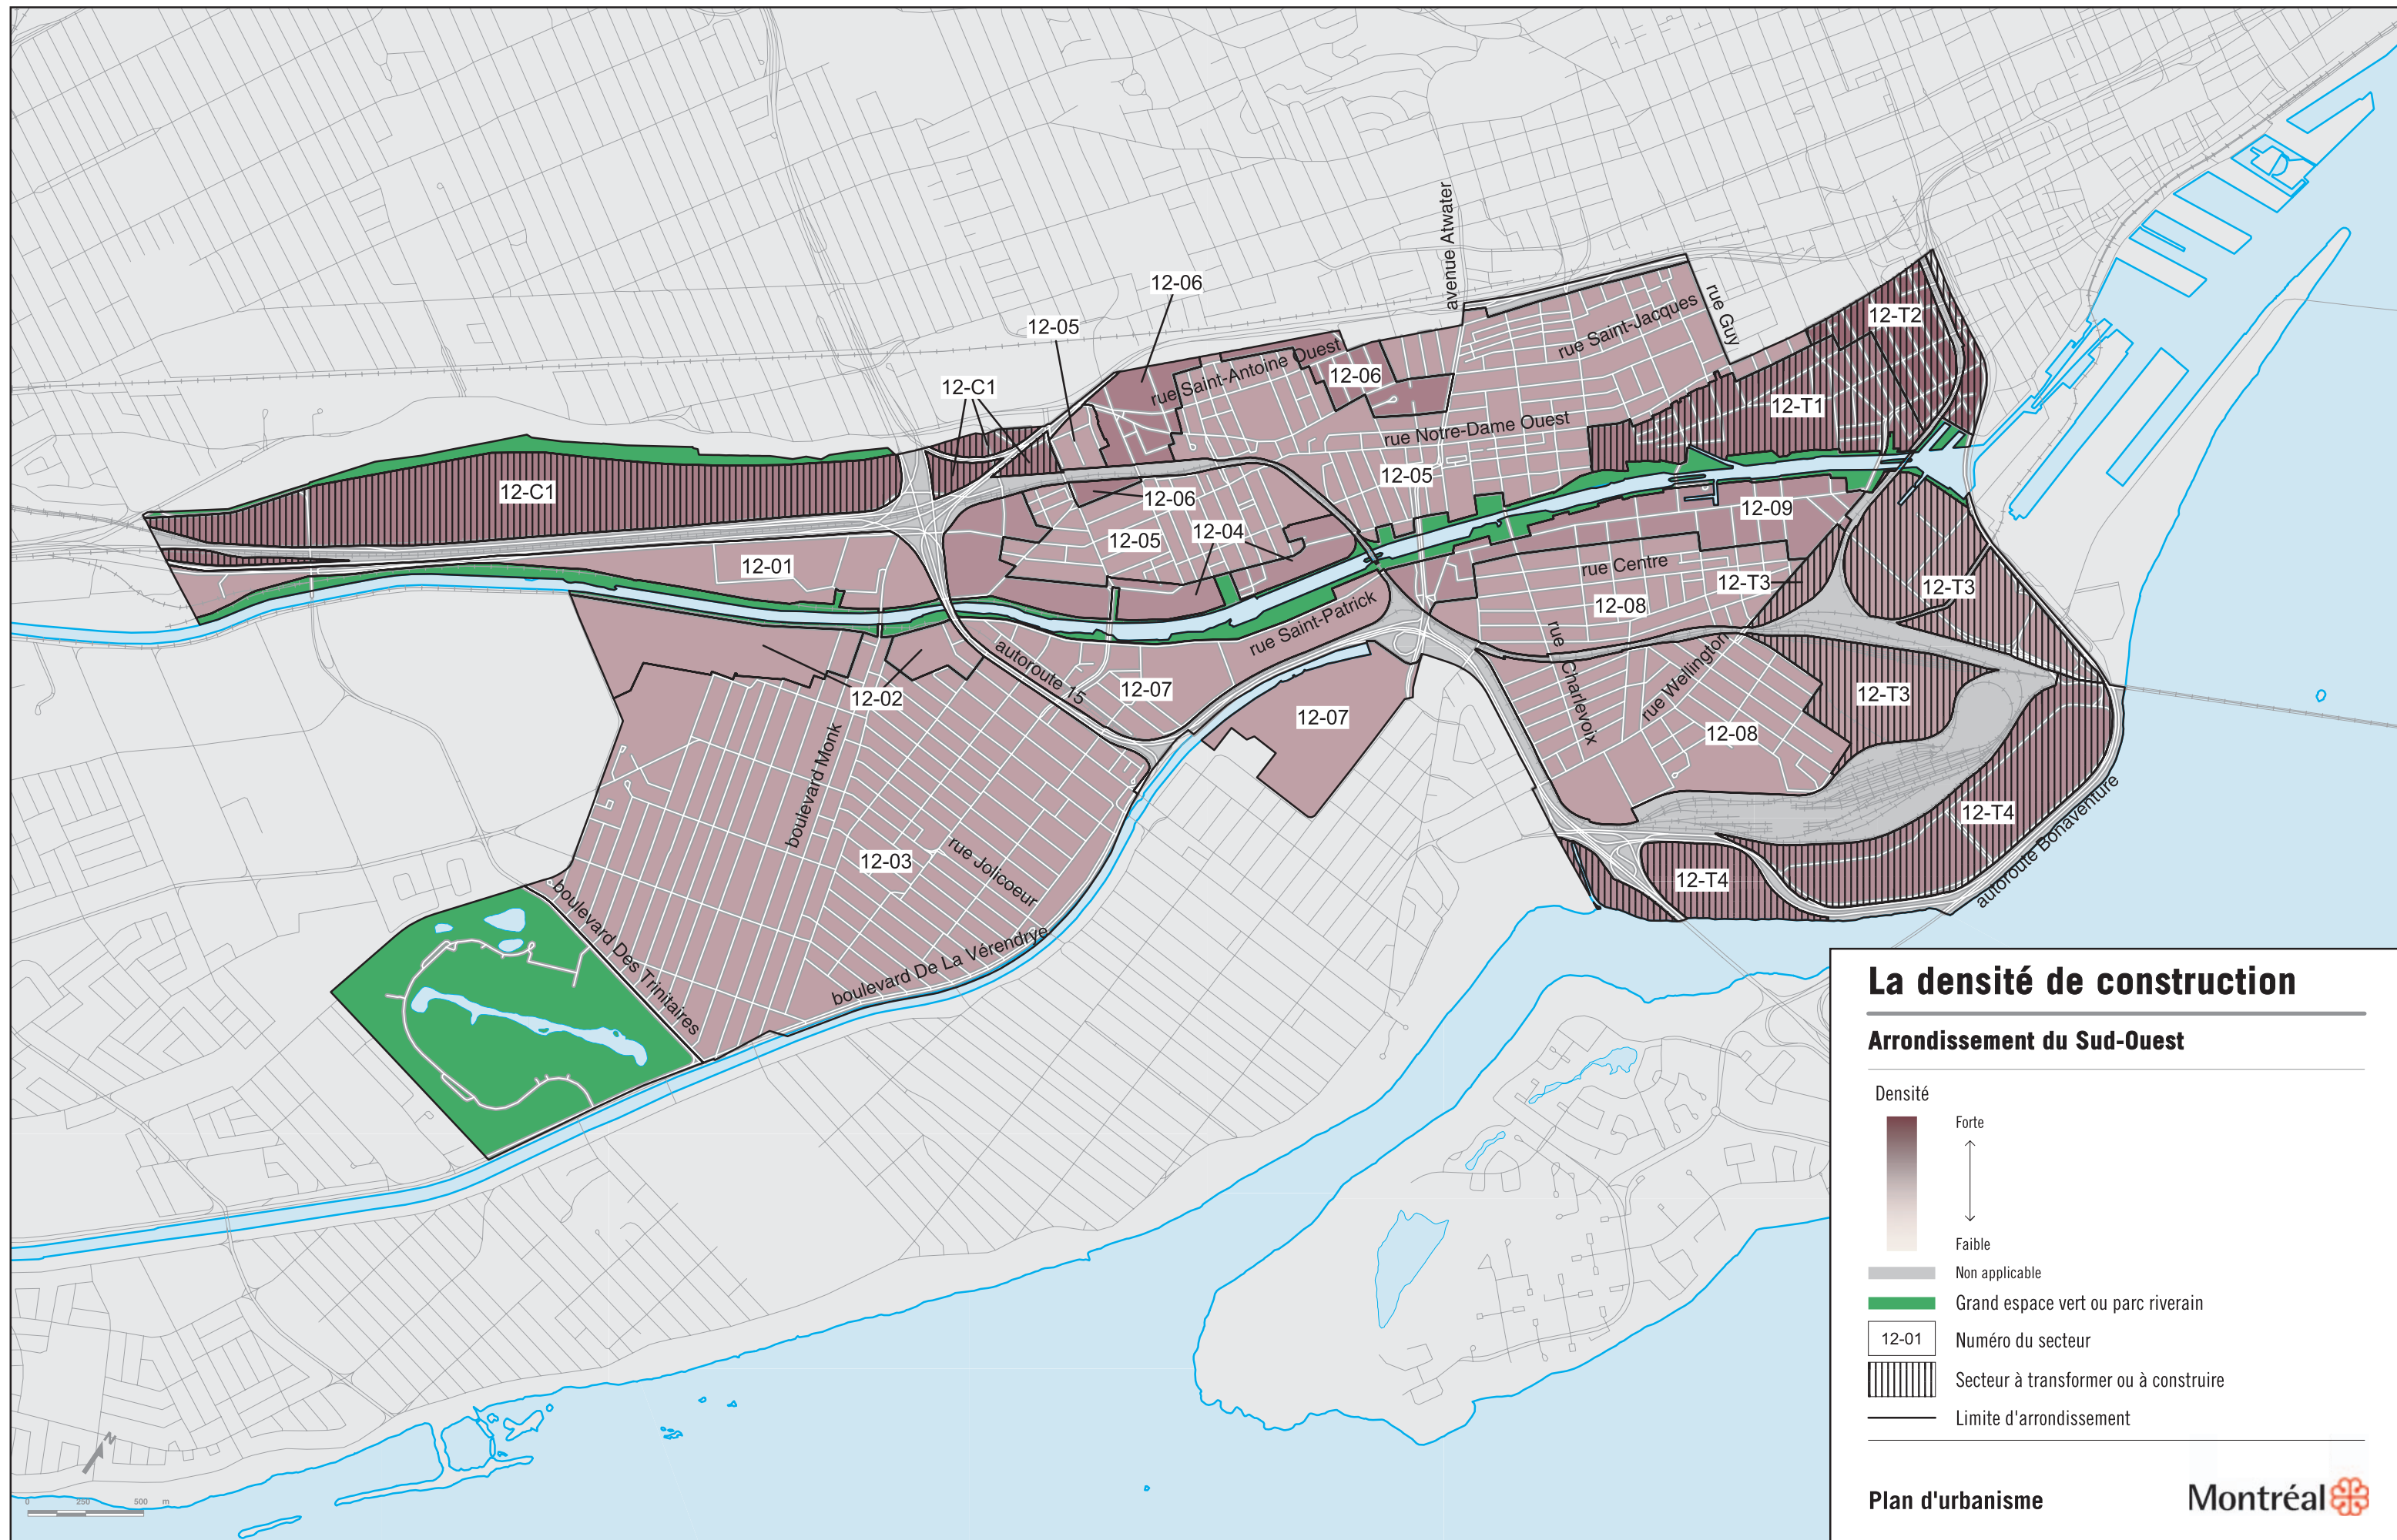 avenue Atwater
12-06
12-05
rue Guy
12-T2
rue Saint-Jacques
rue Saint-Antoine Ouest
12-06
12-C1
12-T1
rue Notre-Dame Ouest
12-05
12-C1
12-06
12-09
12-04
12-05
12-01
rue Centre
12-T3
12-T3
12-08
rue Saint-Patrick
autoroute 15
rue Charlevoix
rue Wellington
12-02
12-07
12-T3
12-07
12-08
boulevard Monk
12-T4
12-03
rue Jolicoeur
12-T4
autoroute Bonaventure
boulevard Des Trinitaires
boulevard De La Vérendrye
La densité de construction
Arrondissement du Sud-Ouest
Densité
Forte
Faible
Non applicable
Grand espace vert ou parc riverain
12-01 Numéro du secteur
Secteur à transformer ou à construire
Limite d'arrondissement
Plan d'urbanisme
Montréal
N
0 250 500 m